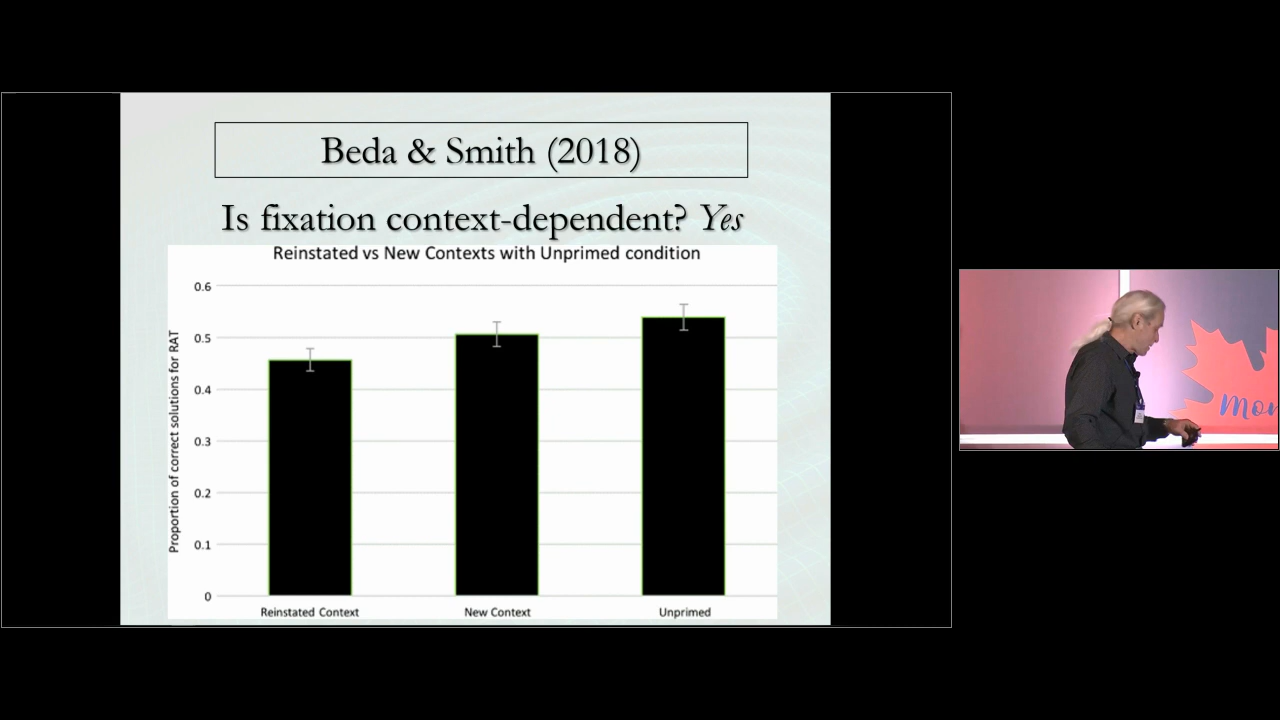 Beda & Smith (2018)
Is fixation context-dependent? Yes
Reinstated vs New Contexts with Unprimed condition
Proportion of correct solutions for RAT
0.6
0.5
0.4
0.3
0.2
0.1
0
Reinstated Context
New Context
Unprimed